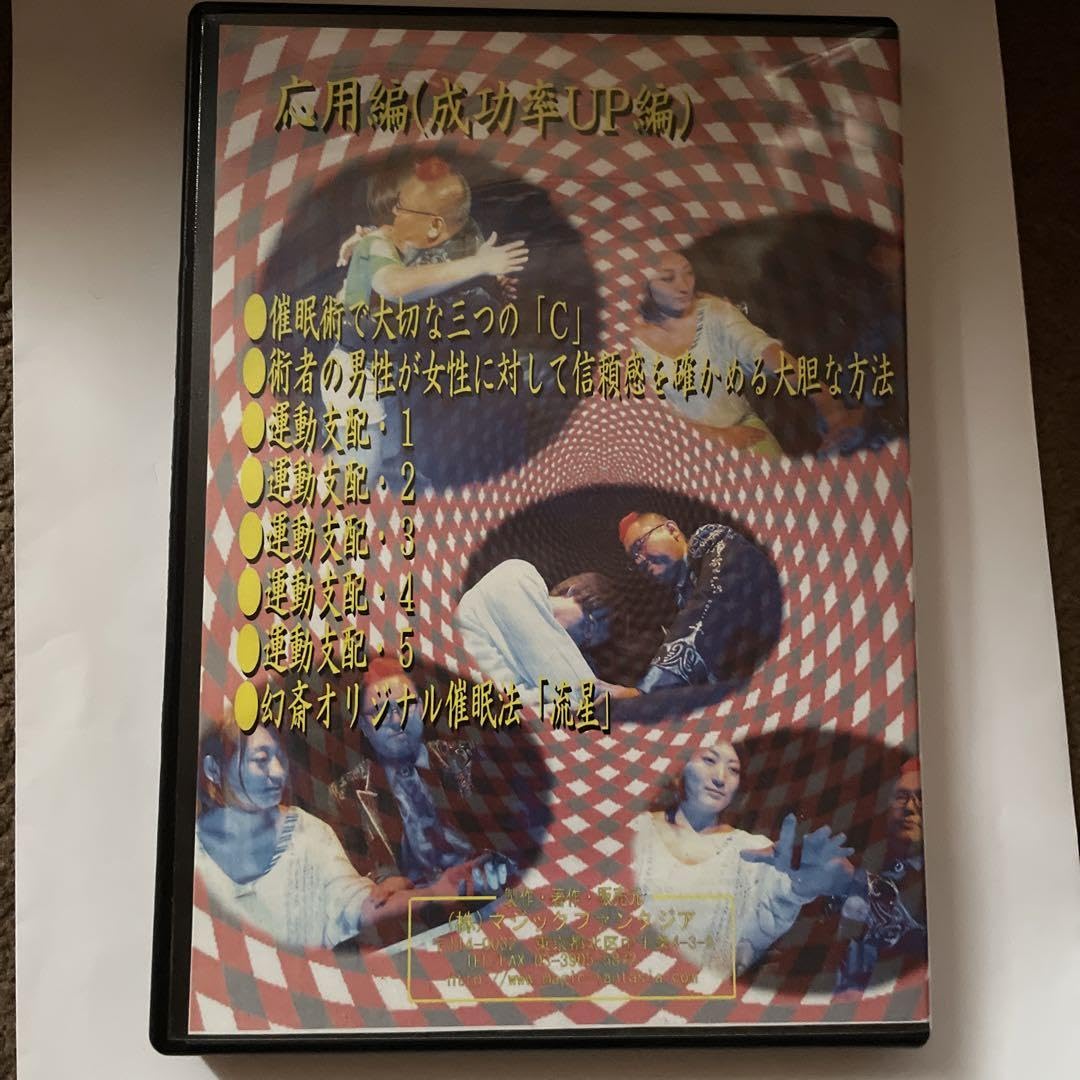 応用編(成功率UP編)
●催眠術で大切な三つの「C」
●術者の男性が女性に対して信頼感を確かめる大胆な方法
●運動支配・1
●運動支配・2
●運動支配・3
●運動支配・4
●運動支配・5
●幻斎オリジナル催眠法「流星」
製作・著作・販売元
(株)マジックファンタジア
TEL FAX